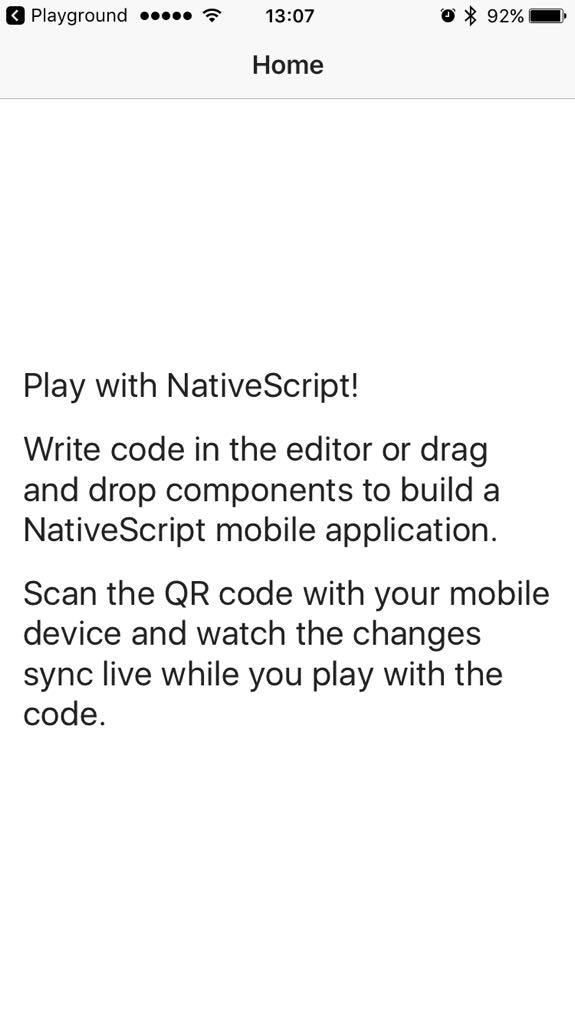 Playground 13:07 92%
Home
Play with NativeScript!
Write code in the editor or drag
and drop components to build a
NativeScript mobile application.
Scan the QR code with your mobile
device and watch the changes
sync live while you play with the
code.